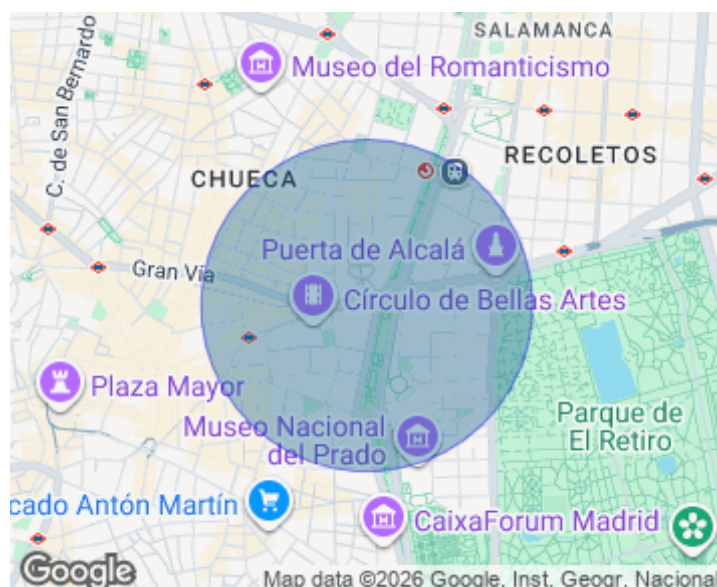 SALAMANCA
Museo del Romanticismo
C. de San Bernardo
RECOLETOS
CHUECA
Puerta de Alcalá
Gran Vía
Círculo de Bellas Artes
Plaza Mayor
Museo Nacional
del Prado
Parque de
El Retiro
cado Antón Martín
CaixaForum Madrid
Google
Map data ©2026 Google, Inst. Geogr. Nacional